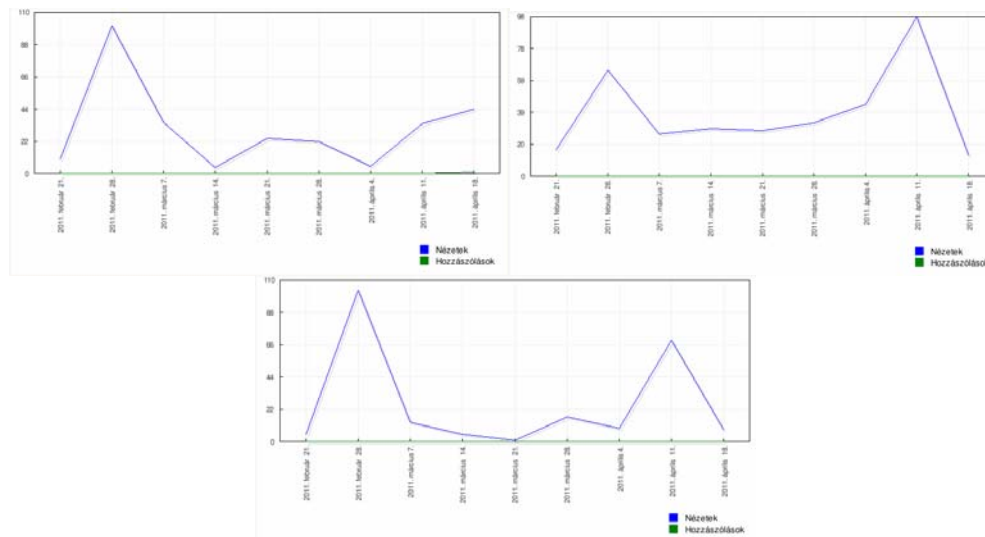 110
88
66
44
22
0
2011. február 21.
2011. február 28.
2011. március 7.
2011. március 14.
2011. március 21.
2011. március 28.
2011. április 4.
2011. április 11.
2011. április 18.
Nézetek
Hozzászólások
98
78
59
39
20
0
2011. február 21.
2011. február 28.
2011. március 7.
2011. március 14.
2011. március 21.
2011. március 28.
2011. április 4.
2011. április 11.
2011. április 18.
Nézetek
Hozzászólások
110
88
66
44
22
0
2011. február 21.
2011. február 28.
2011. március 7.
2011. március 14.
2011. március 21.
2011. március 28.
2011. április 4.
2011. április 11.
2011. április 18.
Nézetek
Hozzászólások